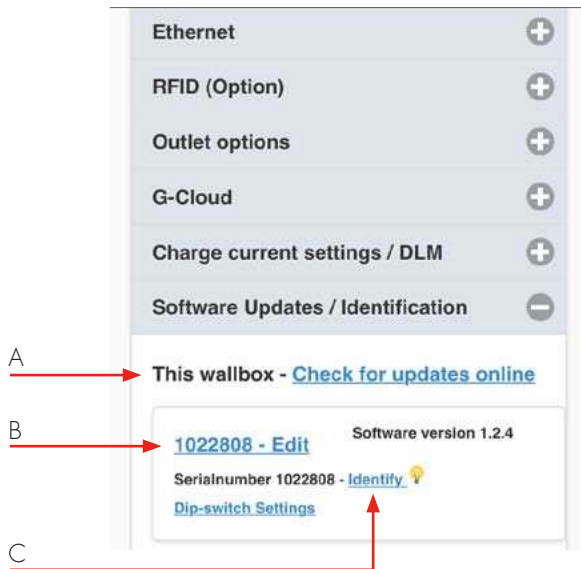 Ethernet
RFID (Option)
Outlet options
G-Cloud
Charge current settings / DLM
Software Updates / Identification
A
This wallbox - Check for updates online
B
1022808 - Edit
Software version 1.2.4
Serialnumber 1022808 - Identify
Dip-switch Settings
C